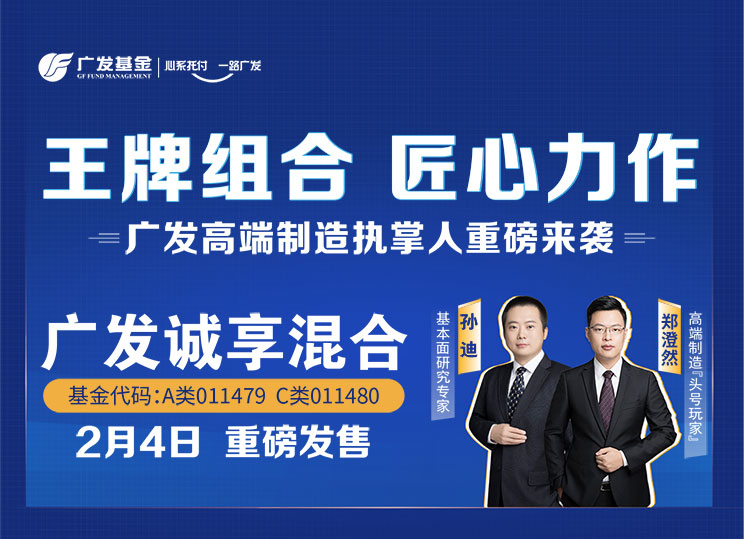 广发基金
GF FUND MANAGEMENT
心系托付 一路广发
王牌组合 匠心力作
广发高端制造执掌人重磅来袭
广发诚享混合
基金代码:A类011479 C类011480
2月4日 重磅发售
孙迪
基本面研究专家
郑澄然
高端制造『头号玩家』